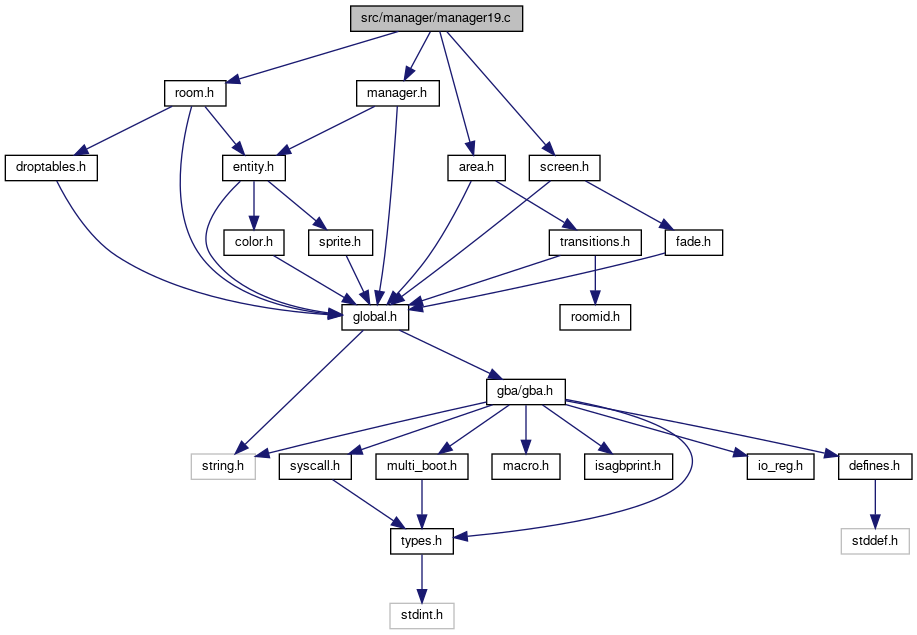 src/manager/manager19.c
room.h
manager.h
droptables.h
entity.h
area.h
screen.h
color.h
sprite.h
transitions.h
fade.h
global.h
roomid.h
gba/gba.h
string.h
syscall.h
multi_boot.h
macro.h
isagbprint.h
io_reg.h
defines.h
types.h
stddef.h
stdint.h